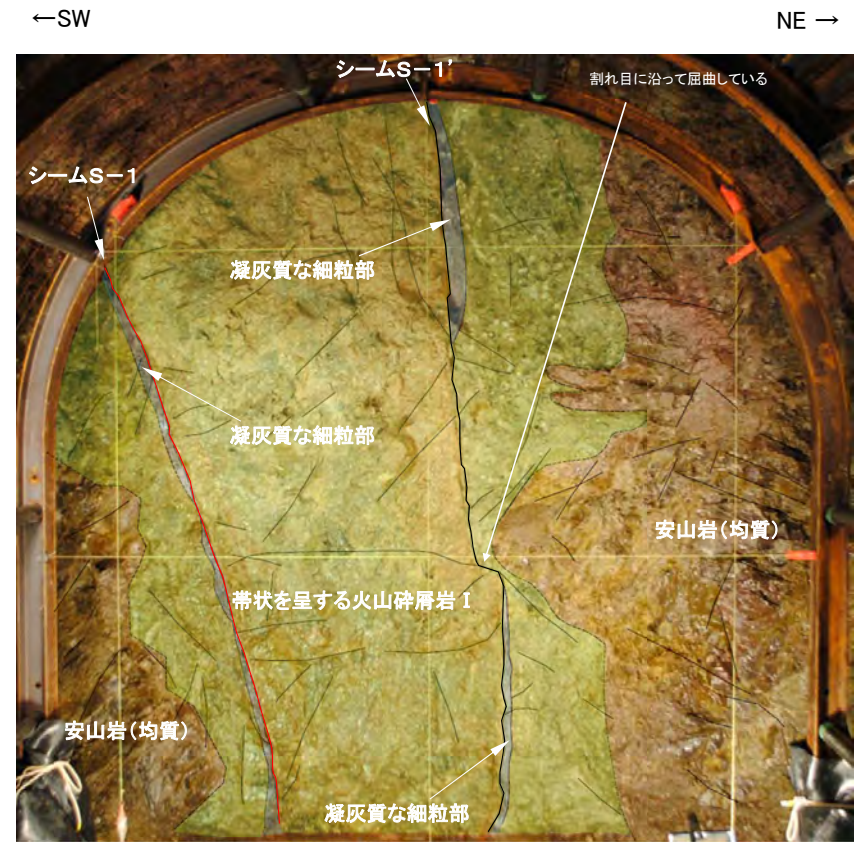 ←SW
NE →
シームS－1’
割れ目に沿って屈曲している
シームS－1
凝灰質な細粒部
凝灰質な細粒部
安山岩（均質）
帯状を呈する火山砕屑岩Ⅰ
安山岩（均質）
凝灰質な細粒部